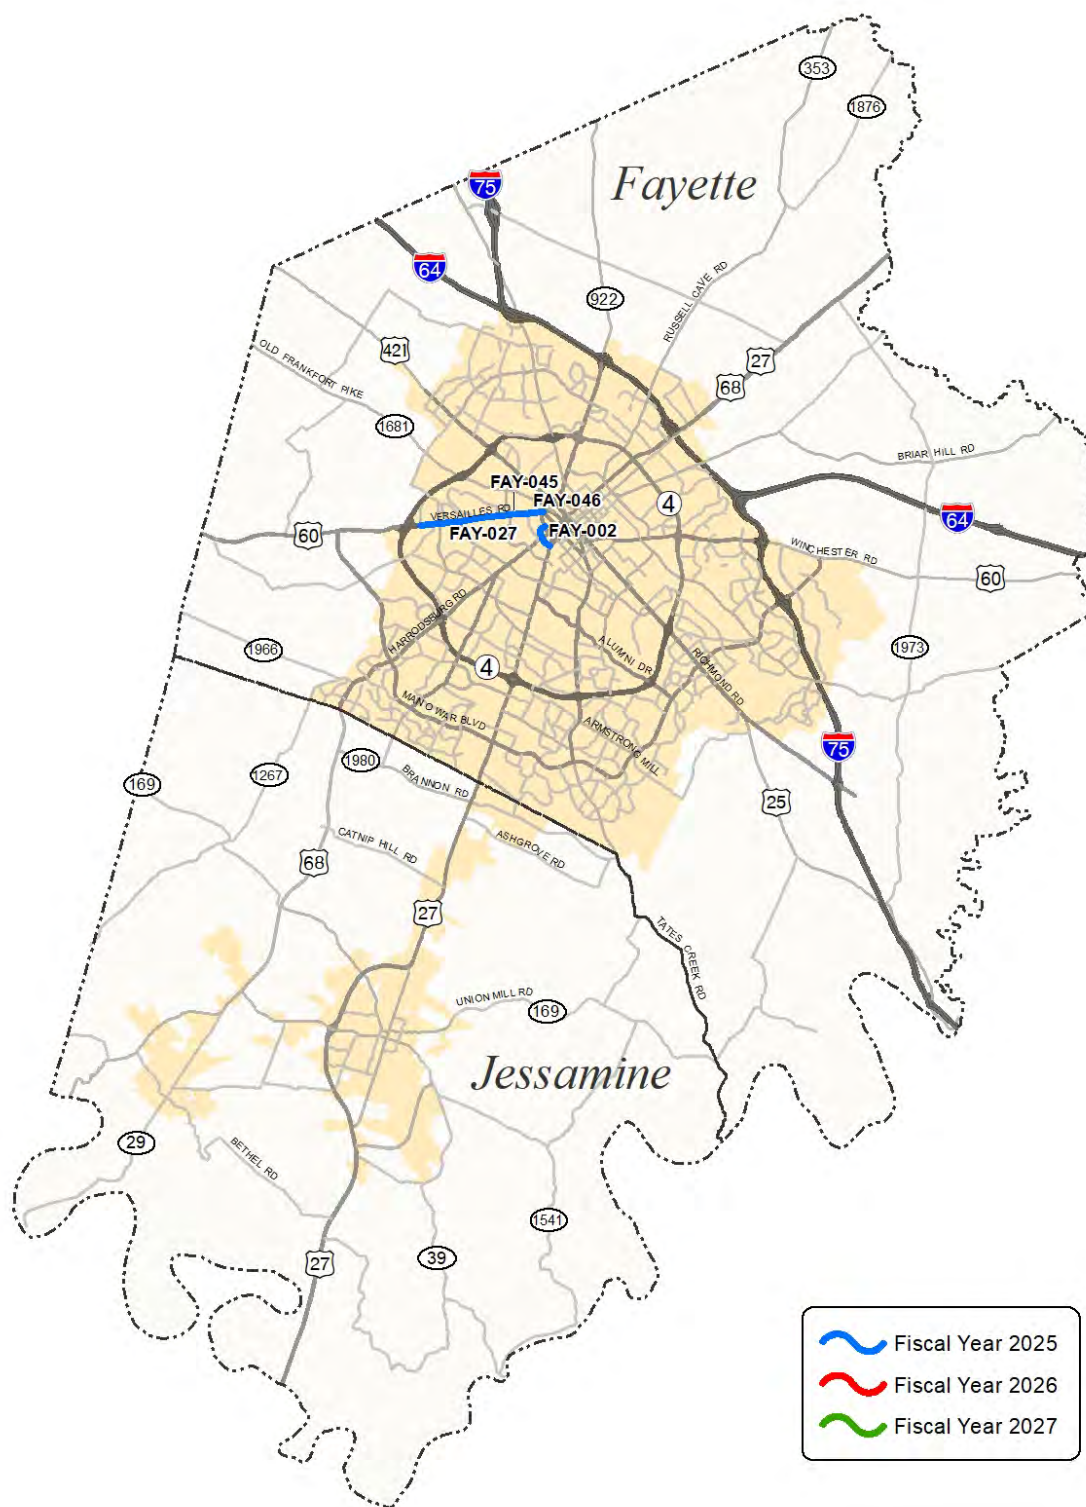 353
1876
Fayette
75
64
922
RUSSELL CAVE RD
27
68
421
OLD FRANKFORT PIKE
1681
BRIAR HILL RD
FAY-045
FAY-046
4
VERSAILLES RD
64
60
FAY-027
FAY-002
WINCHESTER RD
60
HARRODSBURG RD
1966
1973
ALUMNI DR
4
RICHMOND RD
MAN O WAR BLVD
ARMSTRONG MILL
75
1980
169
1267
BRANNON RD
25
CATNIP HILL RD
ASHGROVE RD
68
27
TATES CREEK RD
UNION MILL RD
169
Jessamine
29
BETHEL RD
1541
39
27
Fiscal Year 2025
Fiscal Year 2026
Fiscal Year 2027